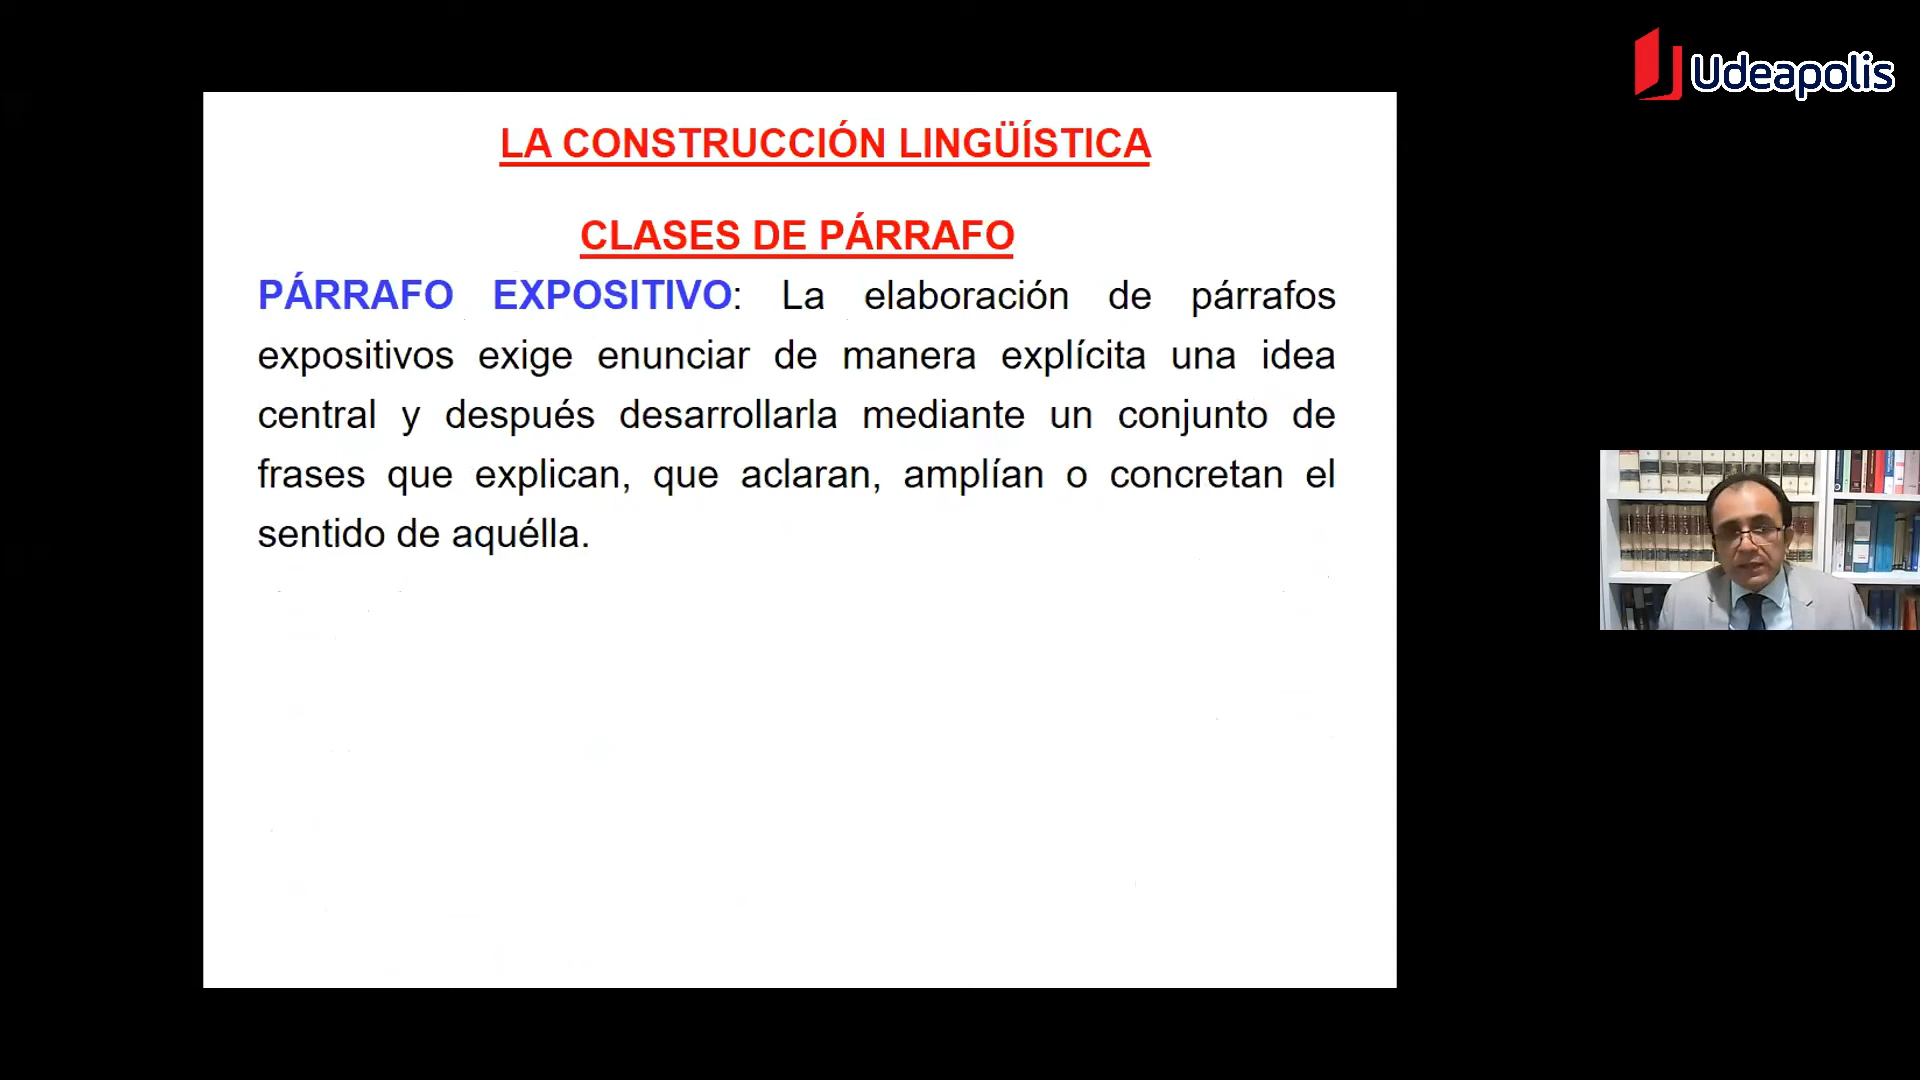 Udeapolis
LA CONSTRUCCIÓN LINGÜÍSTICA
CLASES DE PÁRRAFO
PÁRRAFO EXPOSITIVO: La elaboración de párrafos
expositivos exige enunciar de manera explícita una idea
central y después desarrollarla mediante un conjunto de
frases que explican, que aclaran, amplían o concretan el
sentido de aquélla.